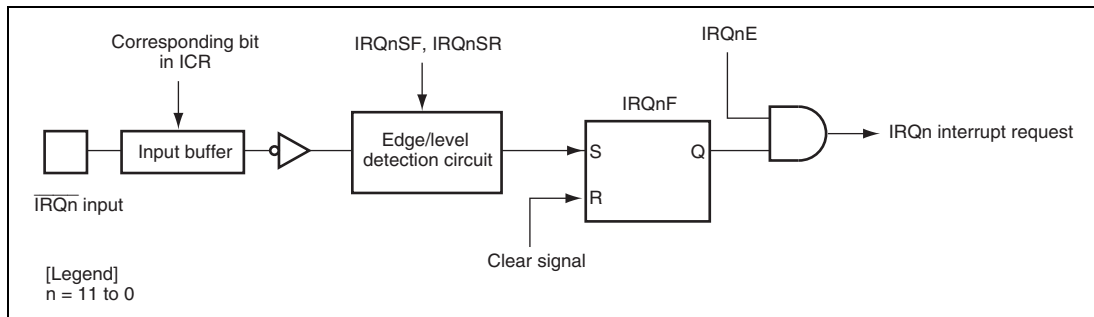 Corresponding bit
in ICR
IRQnSF, IRQnSR
IRQnE
IRQnF
Input buffer
Edge/level
detection circuit
S
Q
R
IRQn interrupt request
I̅R̅Q̅n̅ input
Clear signal
[Legend]
n = 11 to 0